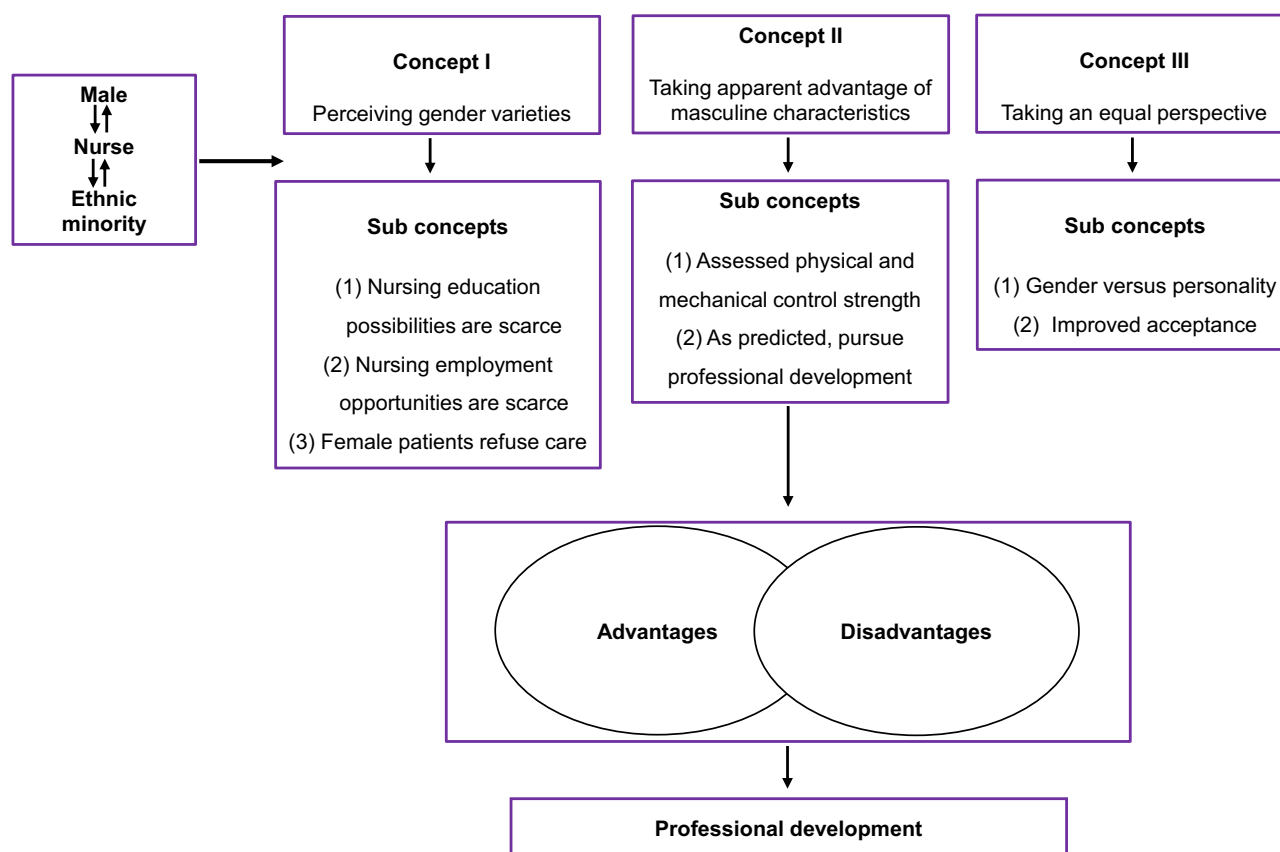 Male
Nurse
Ethnic
minority
Concept I
Perceiving gender varieties
Sub concepts
(1) Nursing education
possibilities are scarce
(2) Nursing employment
opportunities are scarce
(3) Female patients refuse care
Concept II
Taking apparent advantage of
masculine characteristics
Sub concepts
(1) Assessed physical and
mechanical control strength
(2) As predicted, pursue
professional development
Concept III
Taking an equal perspective
Sub concepts
(1) Gender versus personality
(2) Improved acceptance
Advantages
Disadvantages
Professional development